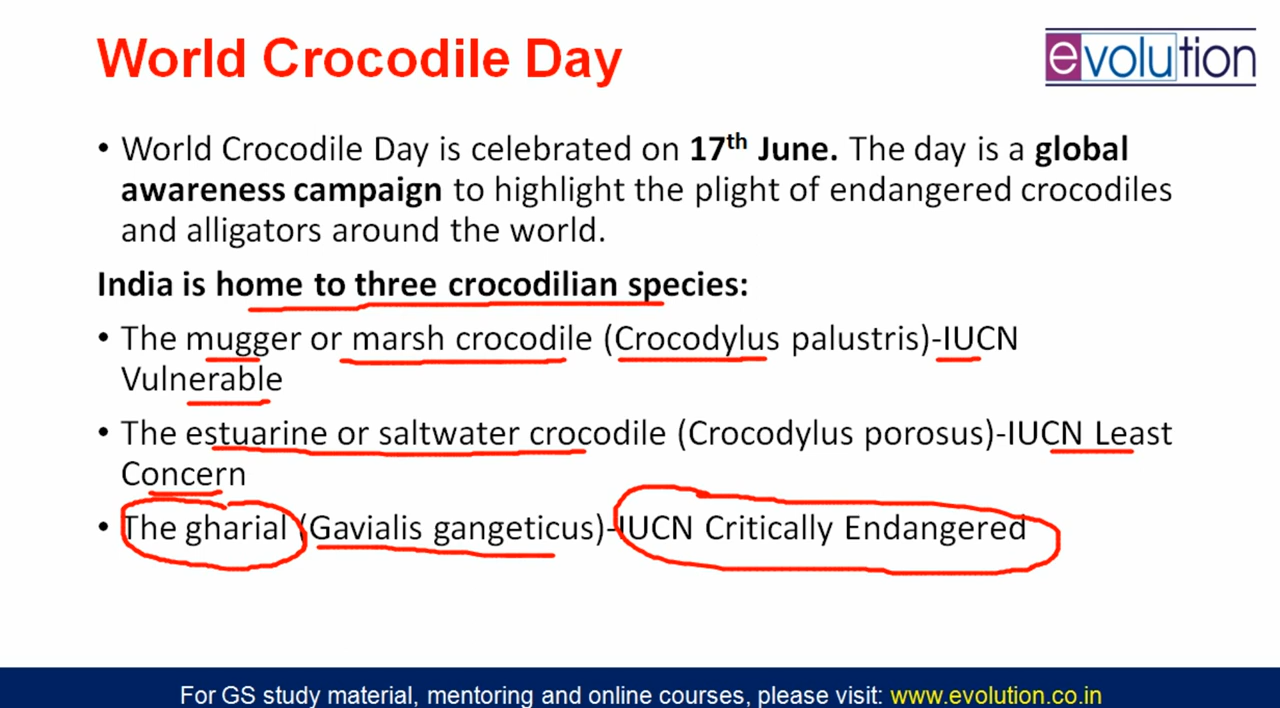 World Crocodile Day
evolution
• World Crocodile Day is celebrated on 17th June. The day is a global
awareness campaign to highlight the plight of endangered crocodiles
and alligators around the world.
India is home to three crocodilian species:
• The mugger or marsh crocodile (Crocodylus palustris)-IUCN
Vulnerable
• The estuarine or saltwater crocodile (Crocodylus porosus)-IUCN Least
Concern
• The gharial (Gavialis gangeticus)-IUCN Critically Endangered
For GS study material, mentoring and online courses, please visit: www.evolution.co.in